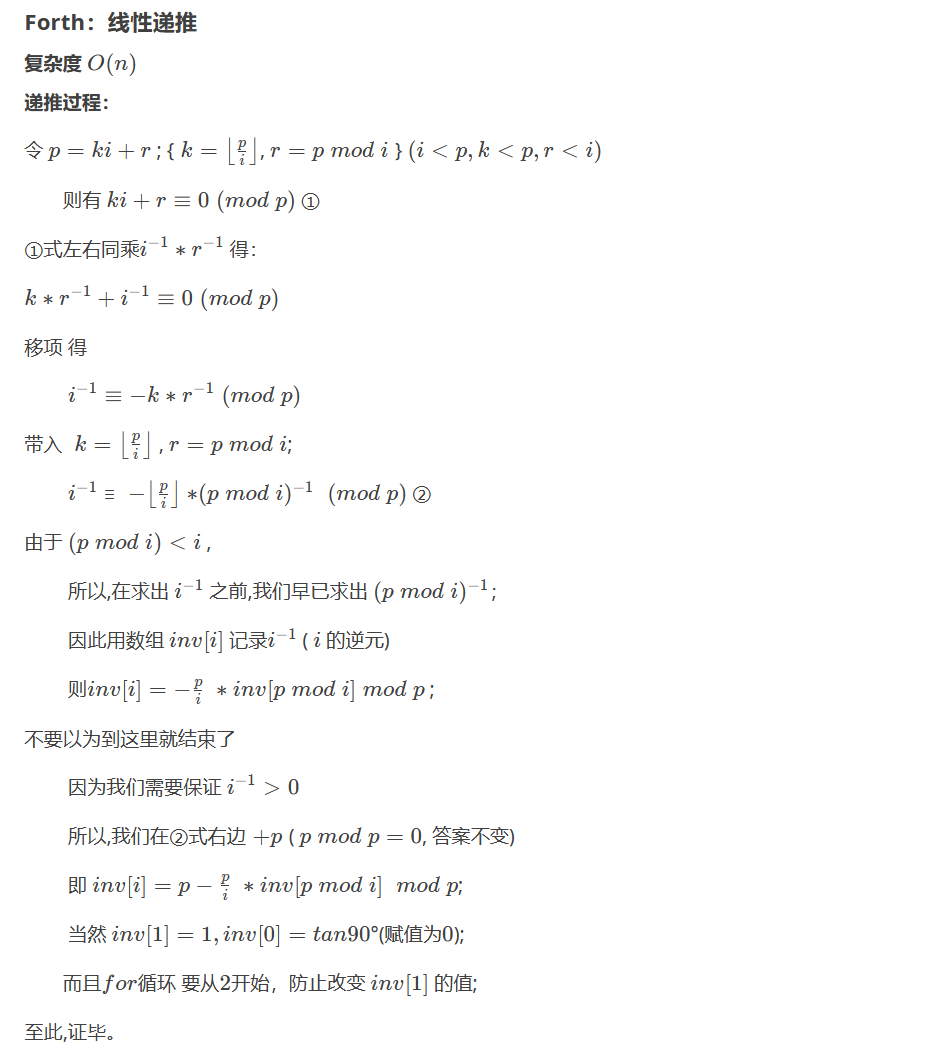 Forth：线性递推
复杂度 O(n)
递推过程：
令 p = ki + r ; { k = ⌊p/i⌋, r = p mod i } (i < p, k < p, r < i)
则有 ki + r ≡ 0 (mod p) ①
①式左右同乘i⁻¹ * r⁻¹ 得：
k * r⁻¹ + i⁻¹ ≡ 0 (mod p)
移项 得
i⁻¹ ≡ −k * r⁻¹ (mod p)
带入 k = ⌊p/i⌋ , r = p mod i;
i⁻¹ ≡ −⌊p/i⌋ *(p mod i)⁻¹ (mod p) ②
由于 (p mod i) < i ,
所以,在求出 i⁻¹ 之前,我们早已求出 (p mod i)⁻¹ ;
因此用数组 inv[i] 记录i⁻¹ ( i 的逆元)
则inv[i] = −p/i * inv[p mod i] mod p ;
不要以为到这里就结束了
因为我们需要保证 i⁻¹ > 0
所以,我们在②式右边 +p ( p mod p = 0, 答案不变)
即 inv[i] = p − p/i * inv[p mod i] mod p;
当然 inv[1] = 1, inv[0] = tan90°(赋值为0);
而且for循环 要从2开始，防止改变 inv[1] 的值;
至此,证毕。